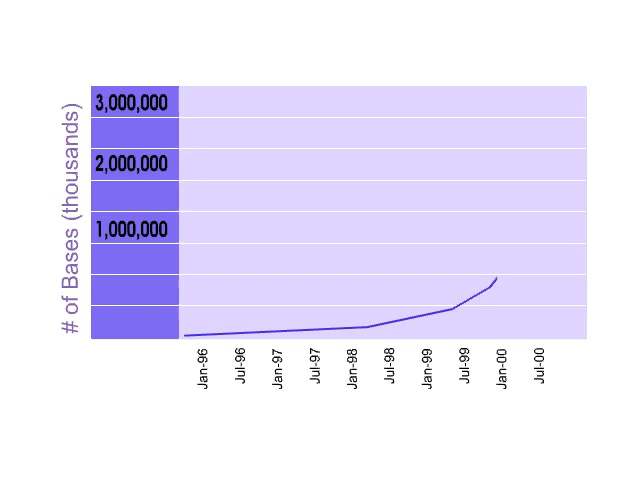 # of Bases (thousands)
3,000,000
2,000,000
1,000,000
Jan-96
Jul-96
Jan-97
Jul-97
Jan-98
Jul-98
Jan-99
Jul-99
Jan-00
Jul-00